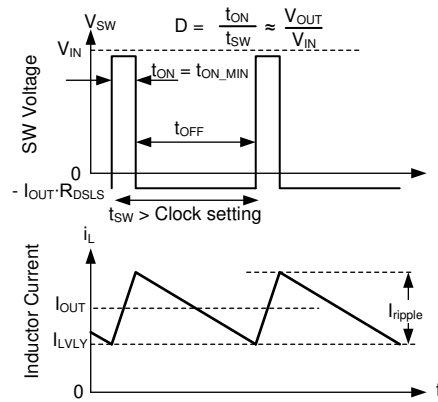 V_SW
D = t_ON / t_SW ≈ V_OUT / V_IN
V_IN
t_ON = t_ON_MIN
SW Voltage
t_OFF
0
- I_OUT·R_DSLS
t_SW > Clock setting
i_L
Inductor Current
I_OUT
I_ripple
I_LVLY
0
t